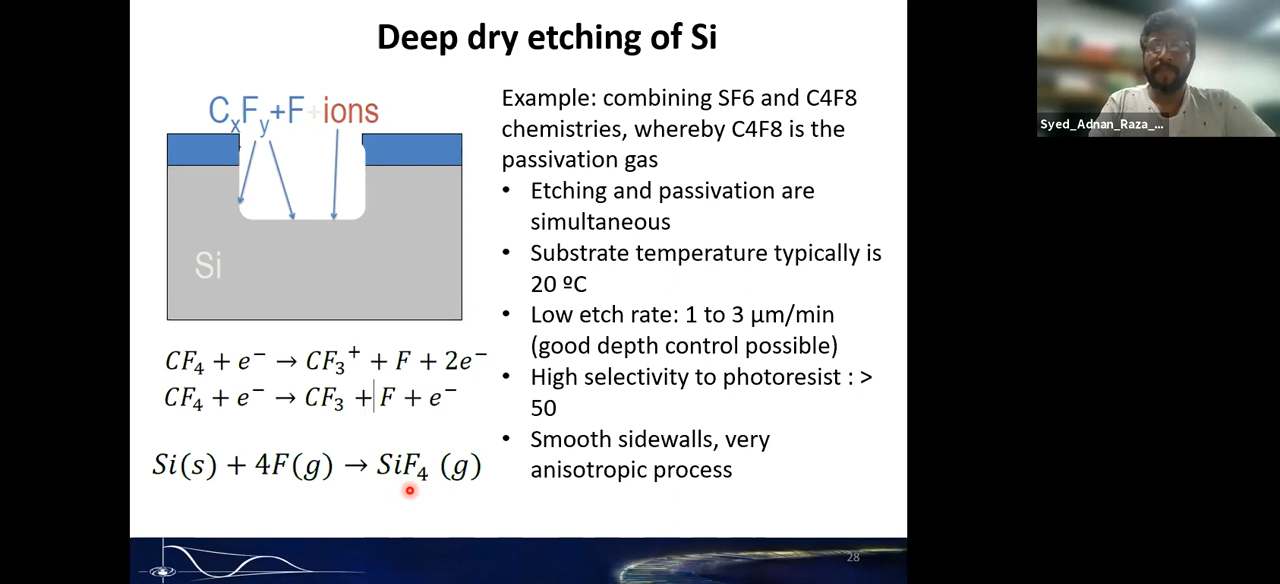 Deep dry etching of Si
CxFy+F+ions
Si
CF₄ + e⁻ → CF₃⁺ + F + 2e⁻
CF₄ + e⁻ → CF₃ + F + e⁻
Si(s) + 4F(g) → SiF₄ (g)
Example: combining SF6 and C4F8
chemistries, whereby C4F8 is the
passivation gas
• Etching and passivation are
simultaneous
• Substrate temperature typically is
20 ºC
• Low etch rate: 1 to 3 µm/min
(good depth control possible)
• High selectivity to photoresist : >
50
• Smooth sidewalls, very
anisotropic process
28
Syed_Adnan_Raza_...